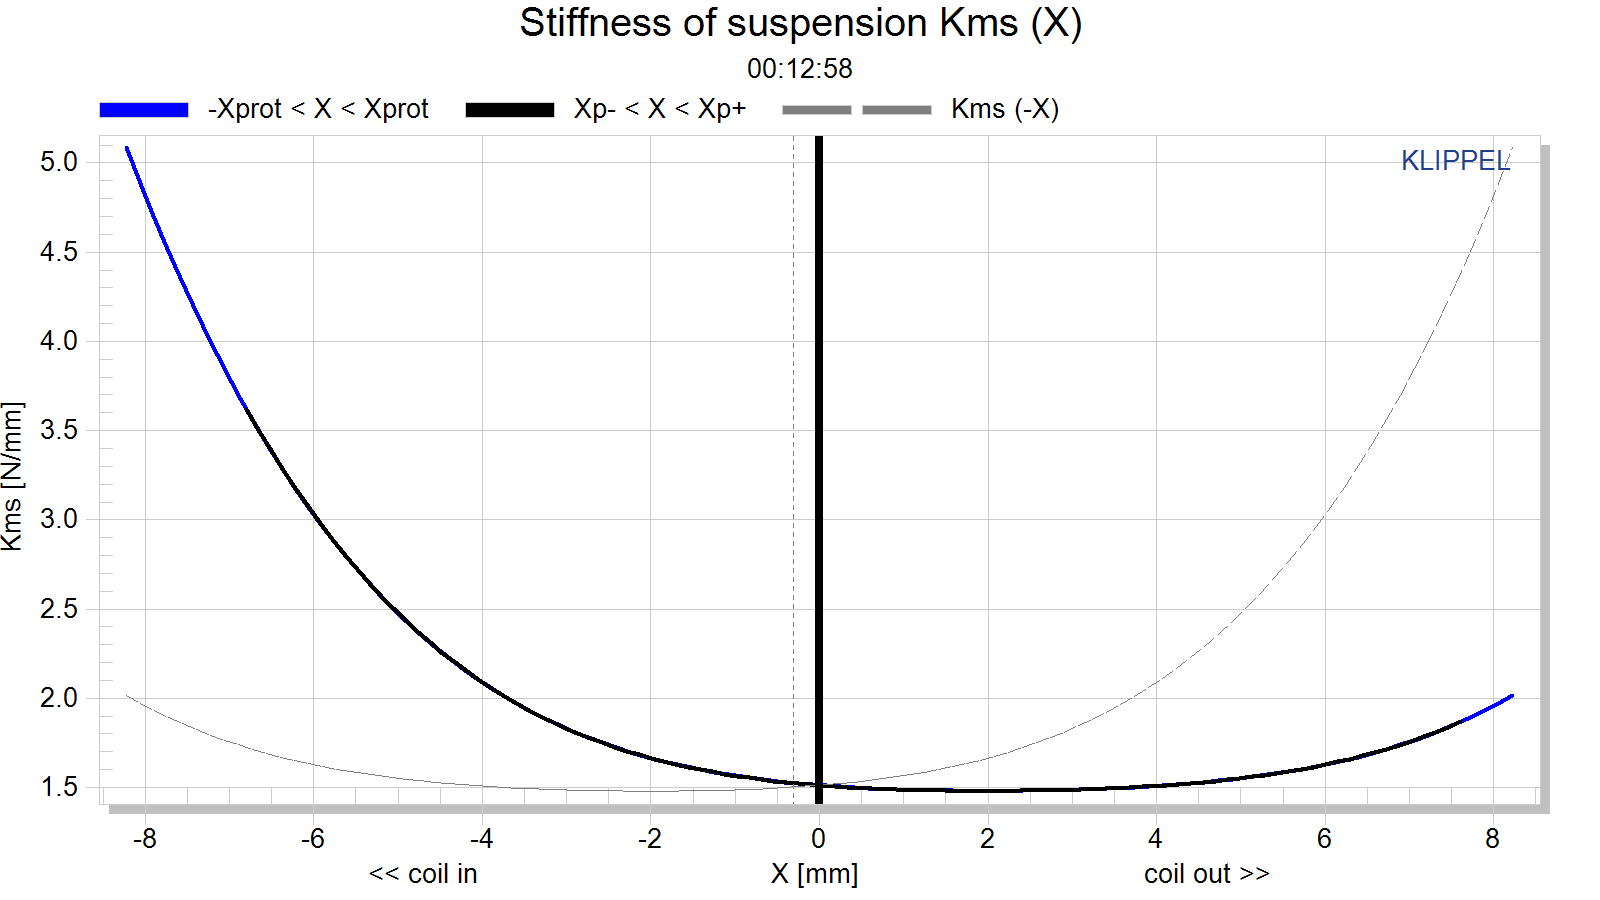 Stiffness of suspension Kms (X)
00:12:58
-Xprot < X < Xprot Xp- < X < Xp+ Kms (-X)
KLIPPEL
5.0
4.5
4.0
3.5
3.0
2.5
2.0
1.5
Kms [N/mm]
-8 -6 -4 -2 0 2 4 6 8
<< coil in X [mm] coil out >>